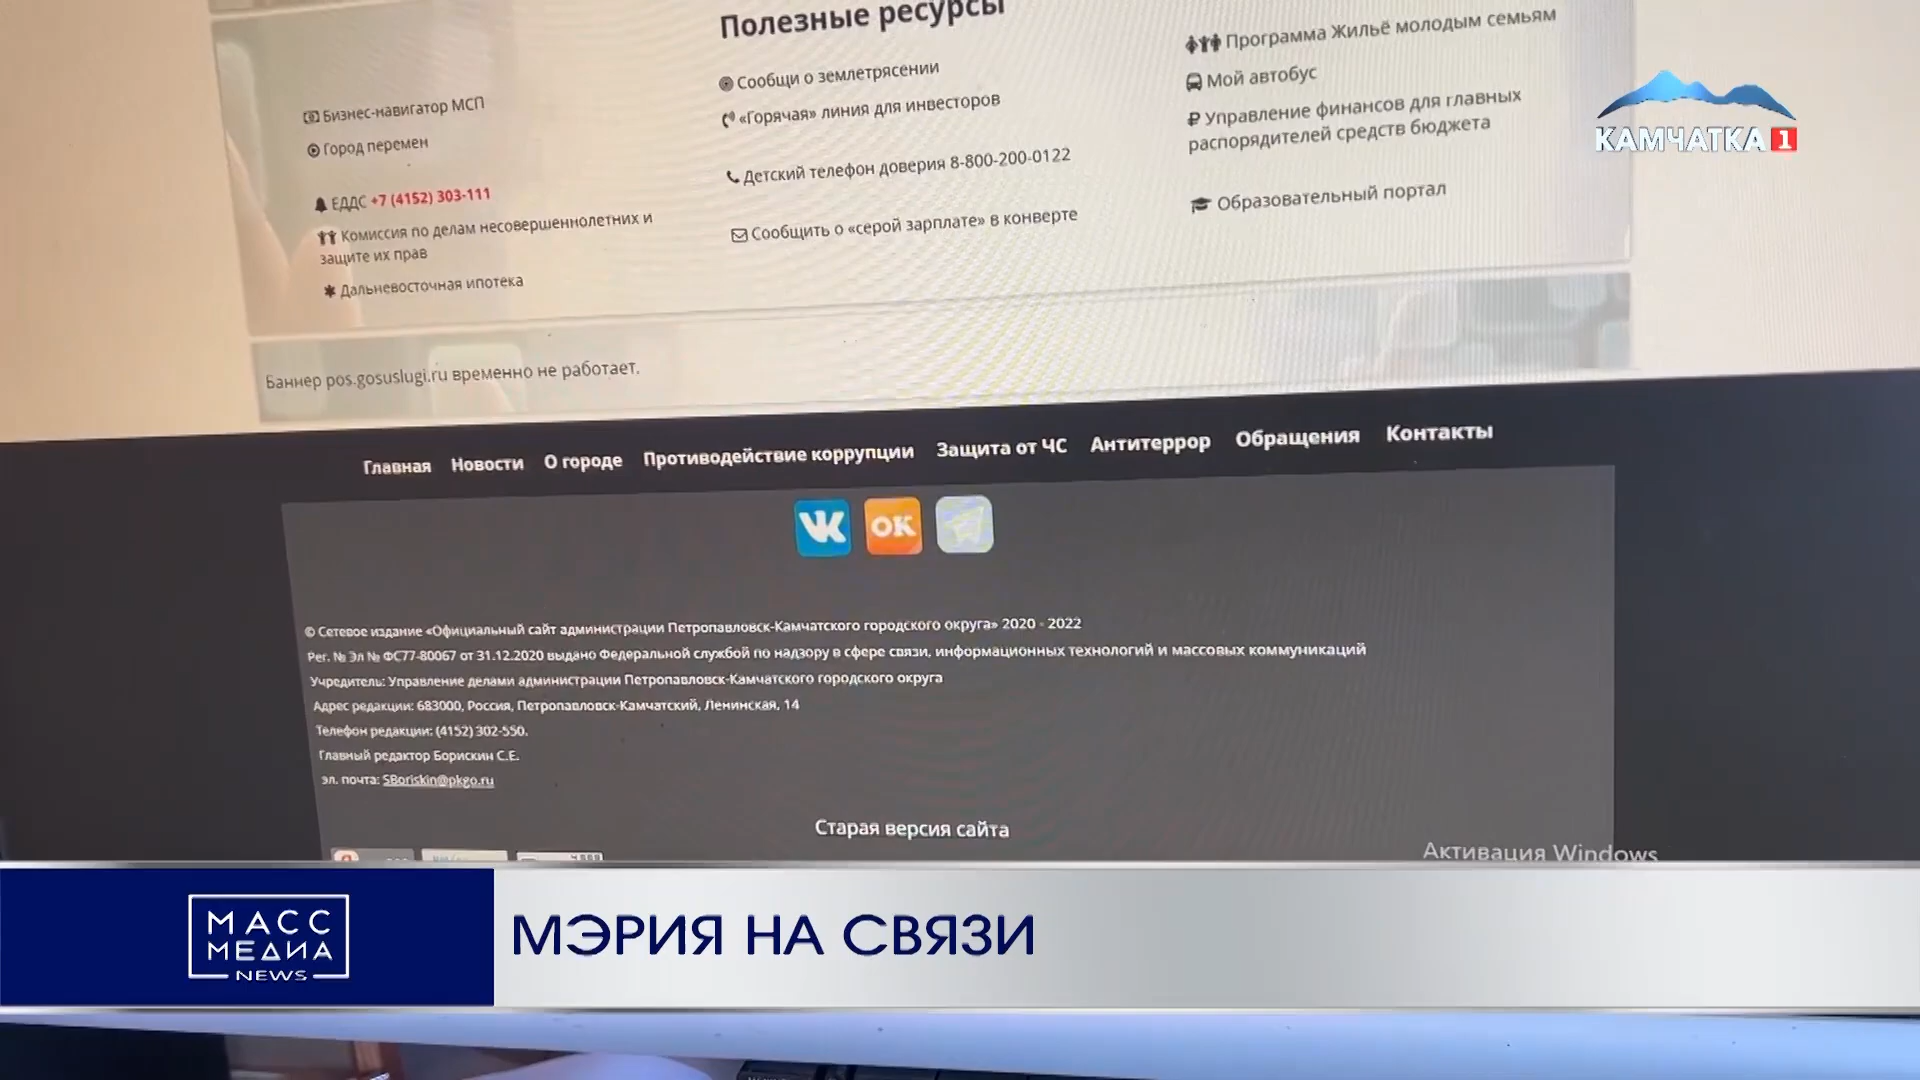 Полезные ресурсы
Бизнес-навигатор МСП
Город перемен
ЕДДС +7 (4152) 303-111
Комиссия по делам несовершеннолетних и
защите их прав
Дальневосточная ипотека
Сообщи о землетрясении
«Горячая» линия для инвесторов
Детский телефон доверия 8-800-200-0122
Сообщить о «серой зарплате» в конверте
Программа Жильё молодым семьям
Мой автобус
Управление финансов для главных
распорядителей средств бюджета
Образовательный портал
КАМЧАТКА 1
Баннер pos.gosuslugi.ru временно не работает.
Главная Новости О городе Противодействие коррупции Защита от ЧС Антитеррор Обращения Контакты
ОК
© Сетевое издание «Официальный сайт администрации Петропавловск-Камчатского городского округа» 2020 - 2022
Рег. № Эл № ФС77-80067 от 31.12.2020 выдано Федеральной службой по надзору в сфере связи, информационных технологий и массовых коммуникаций
Учредитель: Управление делами администрации Петропавловск-Камчатского городского округа
Адрес редакции: 683000, Россия, Петропавловск-Камчатский, Ленинская, 14
Телефон редакции: (4152) 302-550.
Главный редактор Борискин С.Е.
эл. почта: SBoriskin@pkgo.ru
Старая версия сайта
Активация Windows
МАСС
МЕДИА
NEWS
МЭРИЯ НА СВЯЗИ